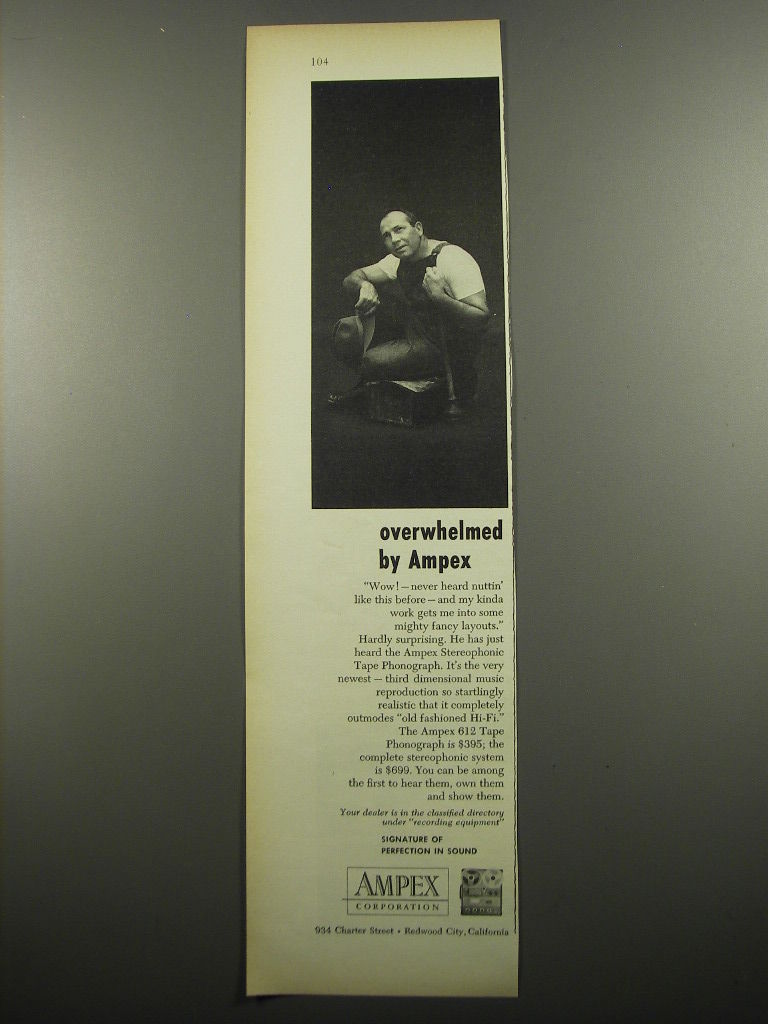 104
overwhelmed
by Ampex
“Wow!—never heard nuttin’
like this before—and my kinda
work gets me into some
mighty fancy layouts.”
Hardly surprising. He has just
heard the Ampex Stereophonic
Tape Phonograph. It’s the very
newest—third dimensional music
reproduction so startlingly
realistic that it completely
outmodes “old fashioned Hi-Fi.”
The Ampex 612 Tape
Phonograph is $395; the
complete stereophonic system
is $699. You can be among
the first to hear them, own them
and show them.
Your dealer is in the classified directory
under “recording equipment”
SIGNATURE OF
PERFECTION IN SOUND
AMPEX
CORPORATION
934 Charter Street • Redwood City, California